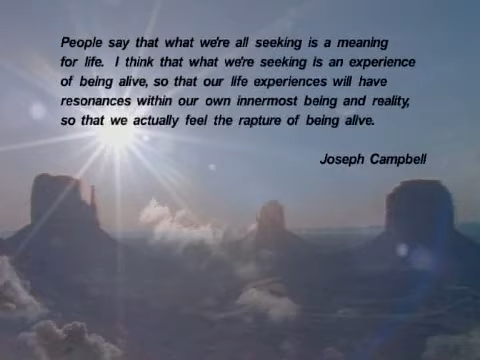 People say that what we're all seeking is a meaning
for life. I think that what we're seeking is an experience
of being alive, so that our life experiences will have
resonances within our own innermost being and reality,
so that we actually feel the rapture of being alive.
Joseph Campbell